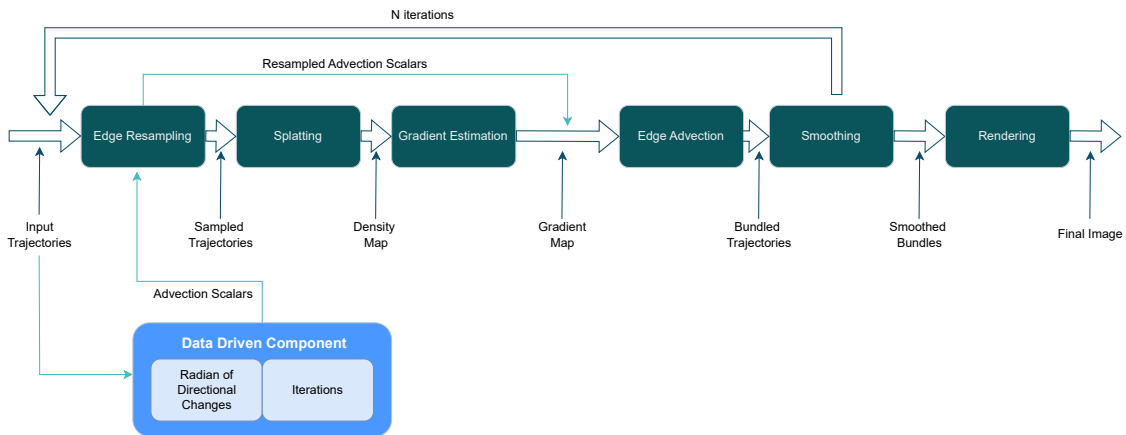 N iterations
Resampled Advection Scalars
Edge Resampling
Splatting
Gradient Estimation
Edge Advection
Smoothing
Rendering
Input
Trajectories
Sampled
Trajectories
Density
Map
Gradient
Map
Bundled
Trajectories
Smoothed
Bundles
Final Image
Advection Scalars
Data Driven Component
Radian of
Directional
Changes
Iterations